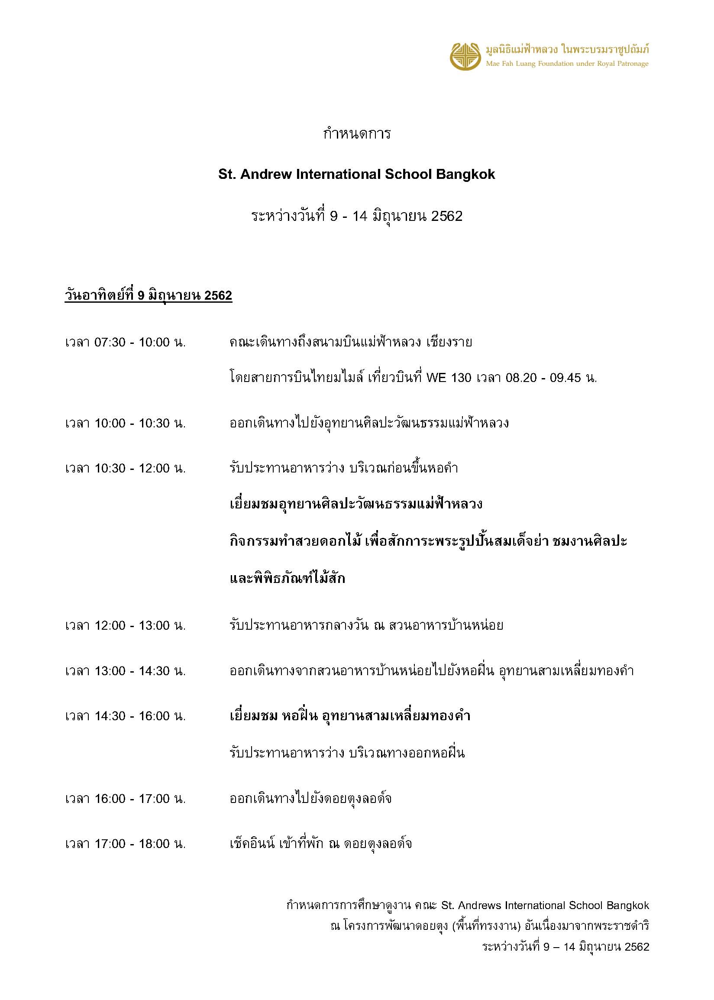 มูลนิธิแม่ฟ้าหลวง ในพระบรมราชูปถัมภ์
Mae Fah Luang Foundation under Royal Patronage
กำหนดการ
St. Andrew International School Bangkok
ระหว่างวันที่ 9 - 14 มิถุนายน 2562
วันอาทิตย์ที่ 9 มิถุนายน 2562
เวลา 07:30 - 10:00 น. คณะเดินทางถึงสนามบินแม่ฟ้าหลวง เชียงราย
โดยสายการบินไทยมไมล์ เที่ยวบินที่ WE 130 เวลา 08.20 - 09.45 น.
เวลา 10:00 - 10:30 น. ออกเดินทางไปยังอุทยานศิลปะวัฒนธรรมแม่ฟ้าหลวง
เวลา 10:30 - 12:00 น. รับประทานอาหารว่าง บริเวณก่อนขึ้นหอคำ
เยี่ยมชมอุทยานศิลปะวัฒนธรรมแม่ฟ้าหลวง
กิจกรรมทำสวยดอกไม้ เพื่อสักการะพระรูปปั้นสมเด็จย่า ชมงานศิลปะ
และพิพิธภัณฑ์ไม้สัก
เวลา 12:00 - 13:00 น. รับประทานอาหารกลางวัน ณ สวนอาหารบ้านหน่อย
เวลา 13:00 - 14:30 น. ออกเดินทางจากสวนอาหารบ้านหน่อยไปยังหอฝิ่น อุทยานสามเหลี่ยมทองคำ
เวลา 14:30 - 16:00 น. เยี่ยมชม หอฝิ่น อุทยานสามเหลี่ยมทองคำ
รับประทานอาหารว่าง บริเวณทางออกหอฝิ่น
เวลา 16:00 - 17:00 น. ออกเดินทางไปยังดอยตุงลอด์จ
เวลา 17:00 - 18:00 น. เช็คอินน์ เข้าที่พัก ณ ดอยตุงลอด์จ
กำหนดการการศึกษาดูงาน คณะ St. Andrews International School Bangkok
ณ โครงการพัฒนาดอยตุง (พื้นที่ทรงงาน) อันเนื่องมาจากพระราชดำริ
ระหว่างวันที่ 9 – 14 มิถุนายน 2562